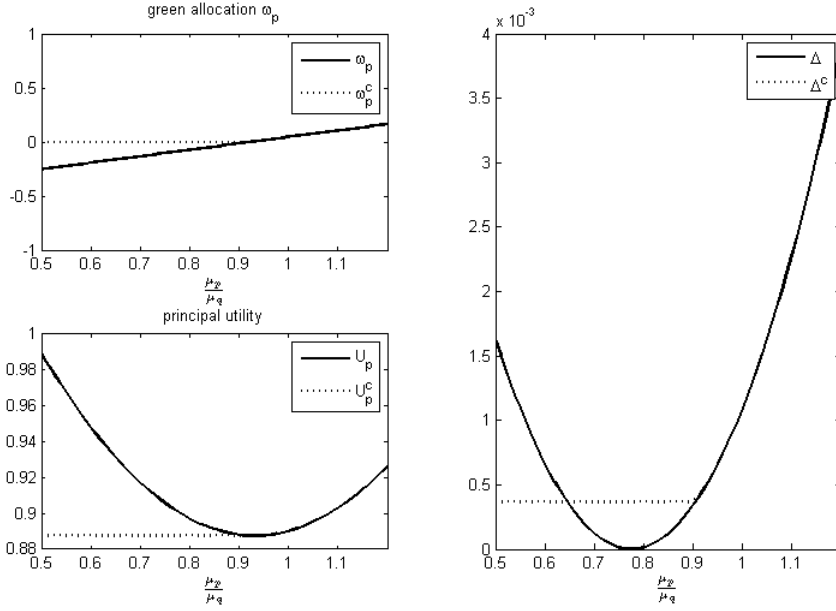 green allocation ω_p
1
0.5
0
-0.5
-1
ω_p
ω_p^c
0.5 0.6 0.7 0.8 0.9 1 1.1
μ_p
μ_q
principal utility
1
0.98
0.96
0.94
0.92
0.9
0.88
U_p
U_p^c
0.5 0.6 0.7 0.8 0.9 1 1.1
μ_p
μ_q
x 10^-3
4
3.5
3
2.5
2
1.5
1
0.5
0
Δ
Δ^c
0.5 0.6 0.7 0.8 0.9 1 1.1
μ_p
μ_q